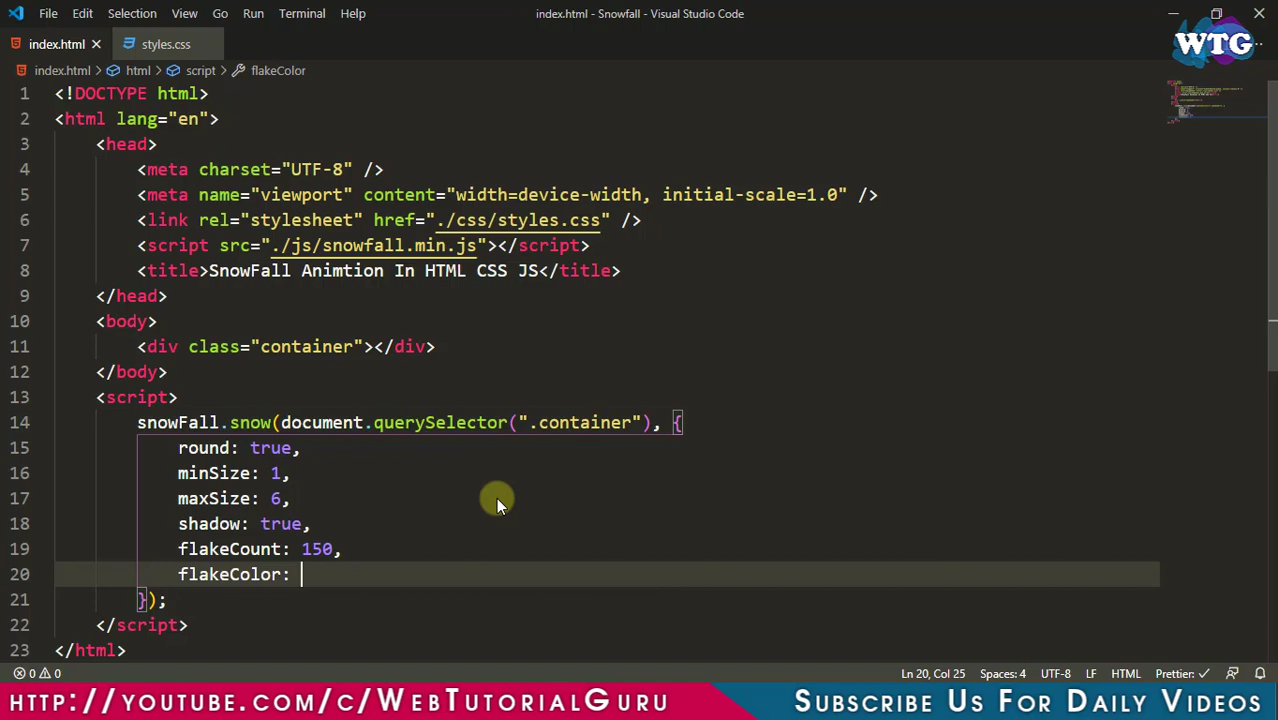 File Edit Selection View Go Run Terminal Help index.html - Snowfall - Visual Studio Code
index.html styles.css
WTG
index.html > html > script > flakeColor
1 <!DOCTYPE html>
2 <html lang="en">
3 <head>
4 <meta charset="UTF-8" />
5 <meta name="viewport" content="width=device-width, initial-scale=1.0" />
6 <link rel="stylesheet" href="./css/styles.css" />
7 <script src="./js/snowfall.min.js"></script>
8 <title>SnowFall Animtion In HTML CSS JS</title>
9 </head>
10 <body>
11 <div class="container"></div>
12 </body>
13 <script>
14 snowFall.snow(document.querySelector(".container"), {
15 round: true,
16 minSize: 1,
17 maxSize: 6,
18 shadow: true,
19 flakeCount: 150,
20 flakeColor:
21 });
22 </script>
23 </html>
0 0 Ln 20, Col 25 Spaces: 4 UTF-8 LF HTML Prettier: ✓
http://youtube.com/c/WebTutorialGuru Subscribe Us For Daily Videos